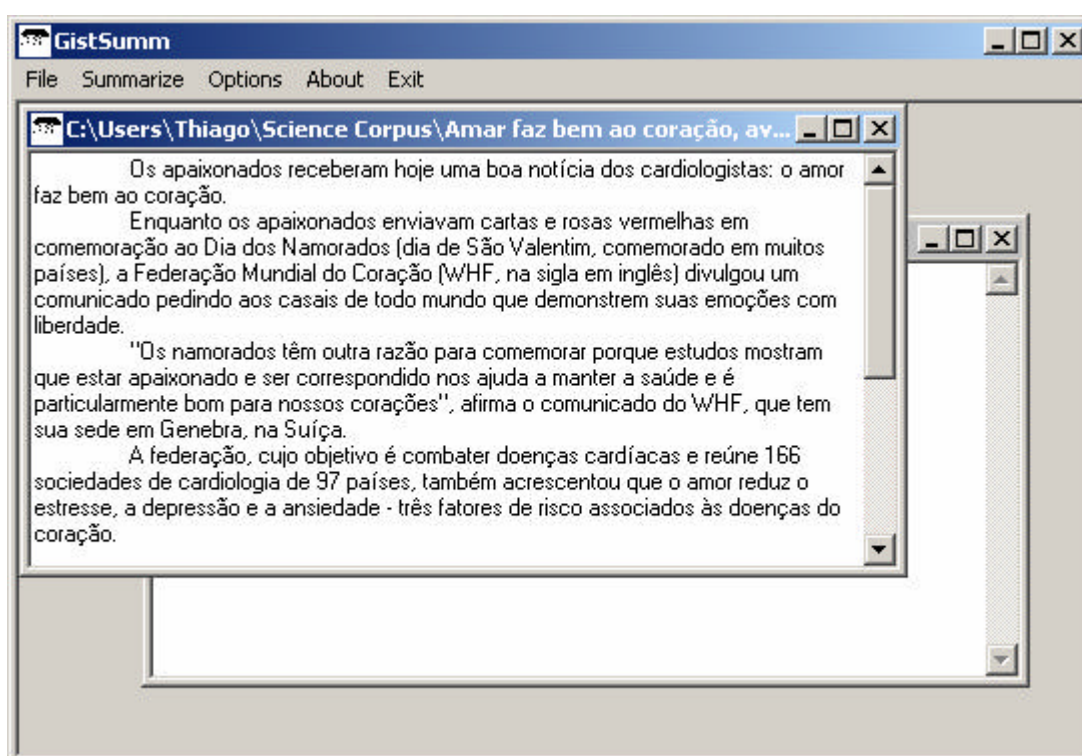 GistSumm
File Summarize Options About Exit
C:\Users\Thiago\Science Corpus\Amar faz bem ao coração, av...
Os apaixonados receberam hoje uma boa notícia dos cardiologistas: o amor
faz bem ao coração.
Enquanto os apaixonados enviavam cartas e rosas vermelhas em
comemoração ao Dia dos Namorados (dia de São Valentim, comemorado em muitos
países), a Federação Mundial do Coração (WHF, na sigla em inglês) divulgou um
comunicado pedindo aos casais de todo mundo que demonstrem suas emoções com
liberdade.
"Os namorados têm outra razão para comemorar porque estudos mostram
que estar apaixonado e ser correspondido nos ajuda a manter a saúde e é
particularmente bom para nossos corações", afirma o comunicado do WHF, que tem
sua sede em Genebra, na Suíça.
A federação, cujo objetivo é combater doenças cardíacas e reúne 166
sociedades de cardiologia de 97 países, também acrescentou que o amor reduz o
estresse, a depressão e a ansiedade - três fatores de risco associados às doenças do
coração.